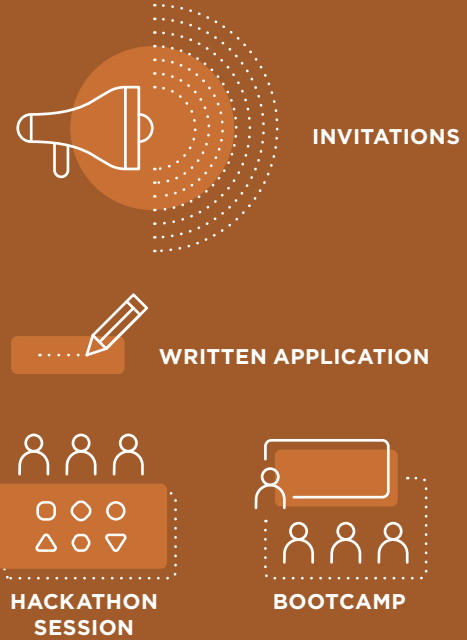 INVITATIONS
WRITTEN APPLICATION
HACKATHON
SESSION
BOOTCAMP